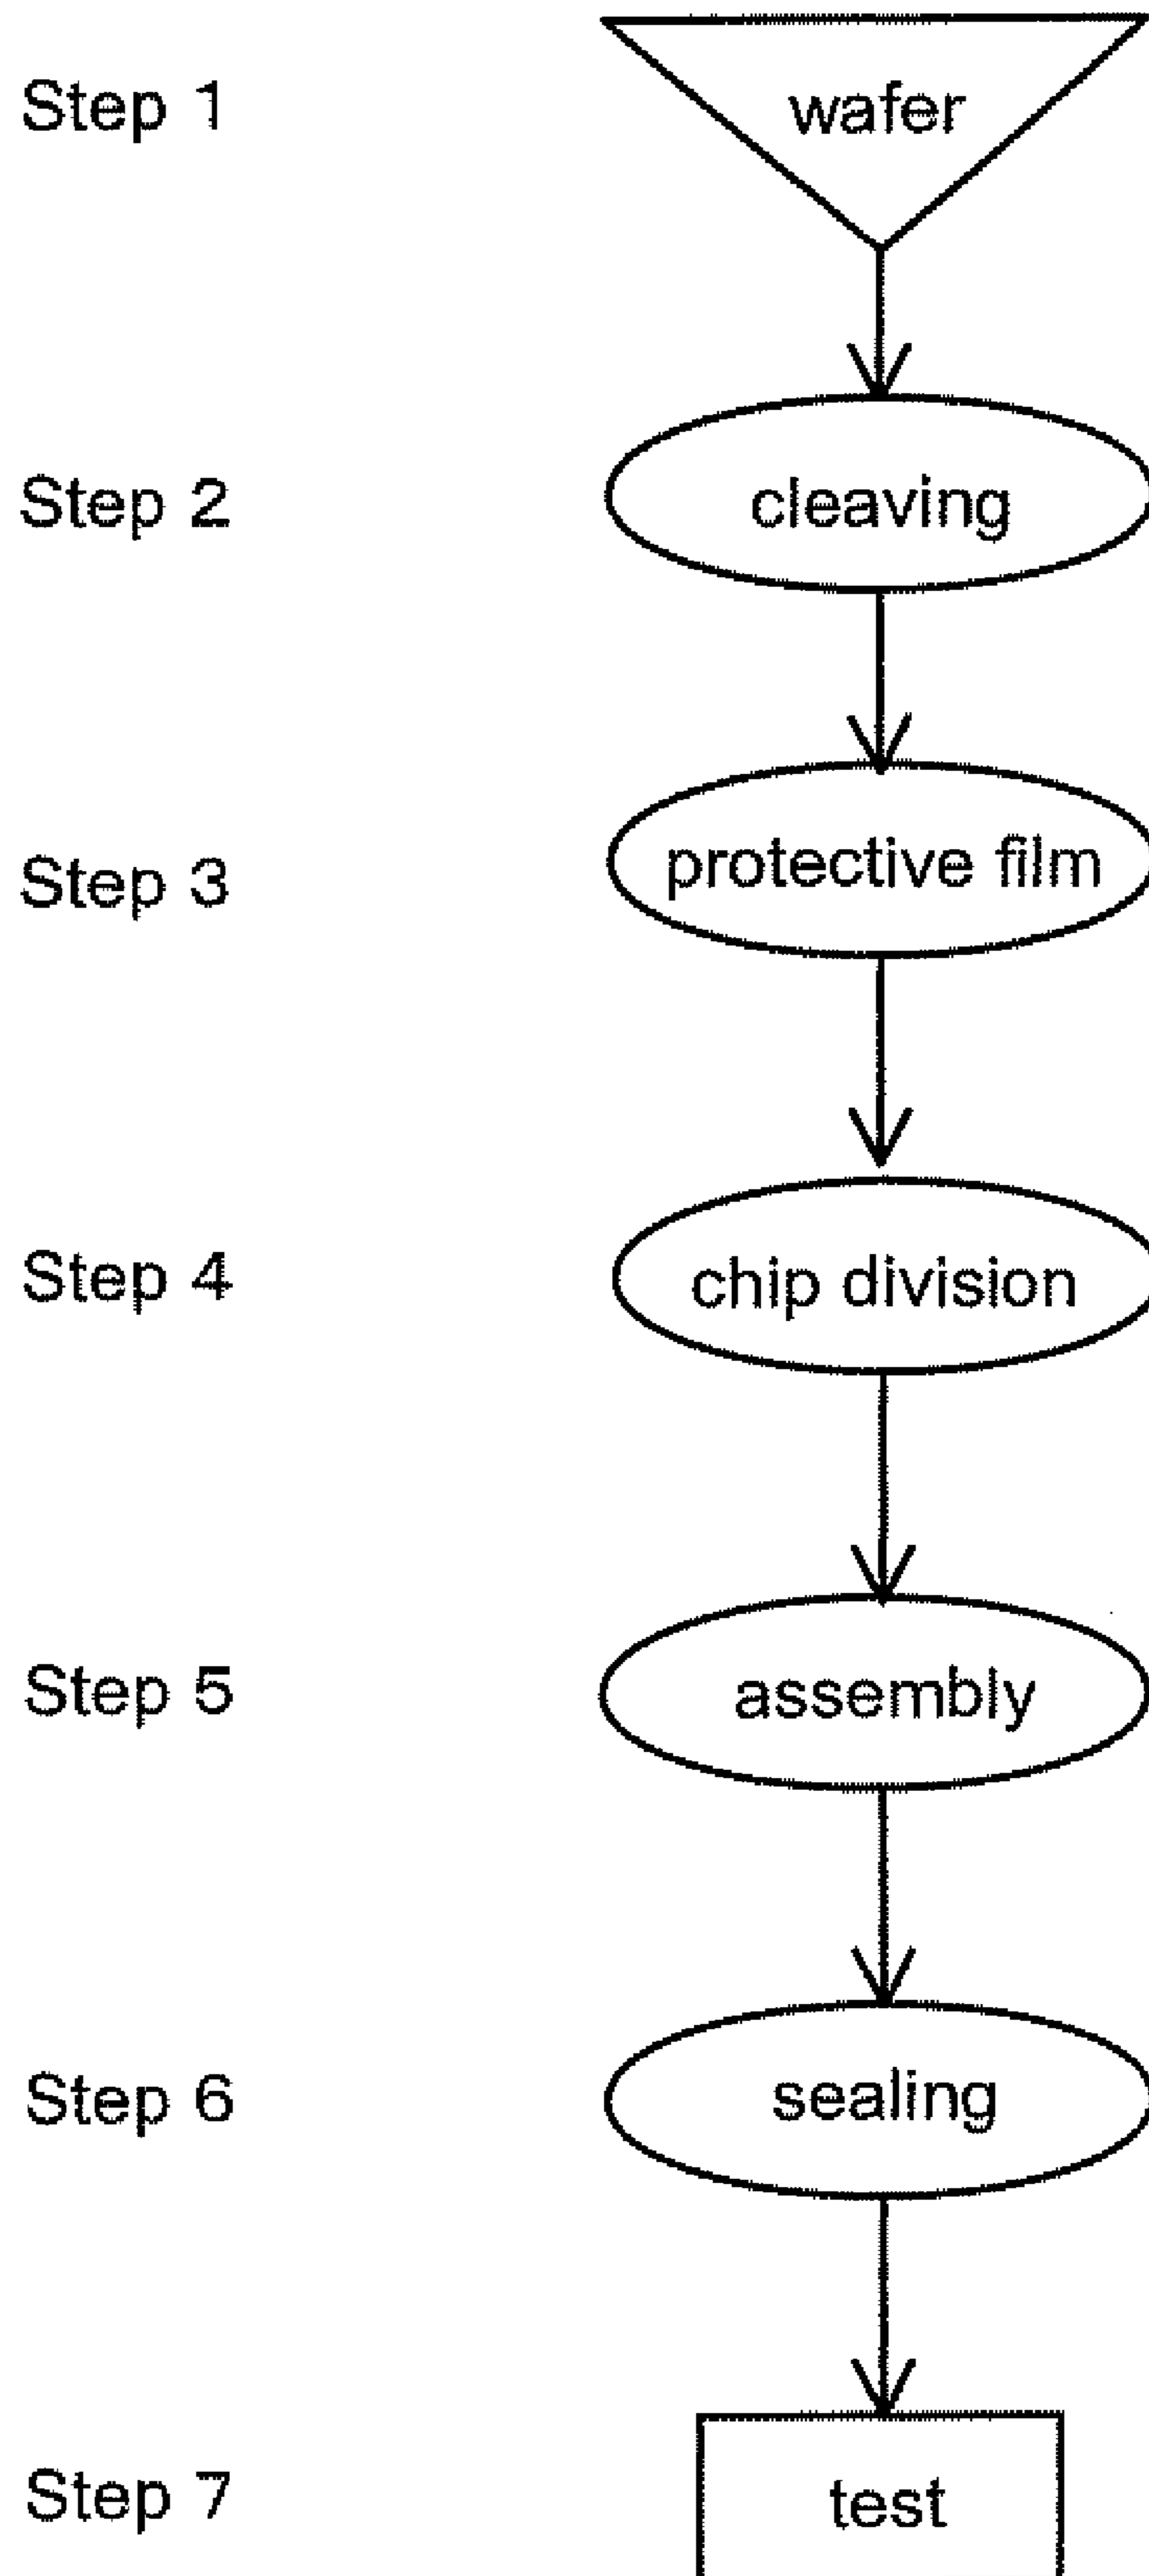 Step 1
wafer
Step 2
cleaving
Step 3
protective film
Step 4
chip division
Step 5
assembly
Step 6
sealing
Step 7
test